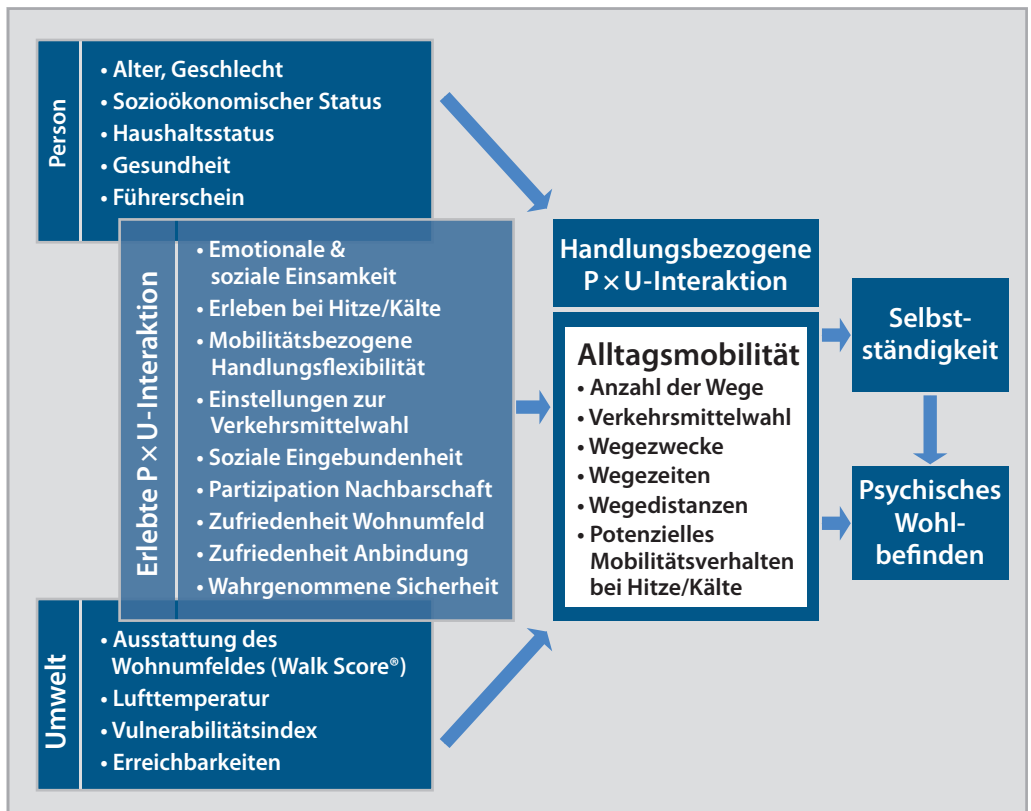 Person
• Alter, Geschlecht
• Sozioökonomischer Status
• Haushaltsstatus
• Gesundheit
• Führerschein
Erlebte P × U-Interaktion
• Emotionale &
soziale Einsamkeit
• Erleben bei Hitze/Kälte
• Mobilitätsbezogene
Handlungsflexibilität
• Einstellungen zur
Verkehrsmittelwahl
• Soziale Eingebundenheit
• Partizipation Nachbarschaft
• Zufriedenheit Wohnumfeld
• Zufriedenheit Anbindung
• Wahrgenommene Sicherheit
Umwelt
• Ausstattung des
Wohnumfeldes (Walk Score®)
• Lufttemperatur
• Vulnerabilitätsindex
• Erreichbarkeiten
Handlungsbezogene
P × U-Interaktion
Alltagsmobilität
• Anzahl der Wege
• Verkehrsmittelwahl
• Wegezwecke
• Wegezeiten
• Wegedistanzen
• Potenzielles
Mobilitätsverhalten
bei Hitze/Kälte
Selbst-
ständigkeit
Psychisches
Wohl-
befinden